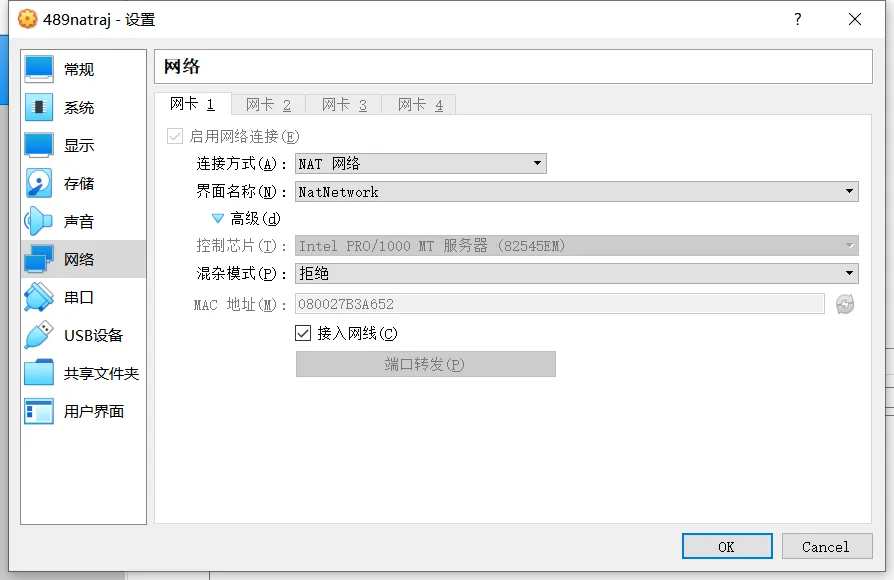 489natraj - 设置
?
常规
系统
显示
存储
声音
网络
串口
USB设备
共享文件夹
用户界面
网络
网卡 1 网卡 2 网卡 3 网卡 4
启用网络连接(E)
连接方式(A)： NAT 网络
界面名称(N)： NatNetwork
高级(d)
控制芯片(T)： Intel PRO/1000 MT 服务器 (82545EM)
混杂模式(P)： 拒绝
MAC 地址(M)： 080027B3A652
接入网线(C)
端口转发(P)
OK Cancel